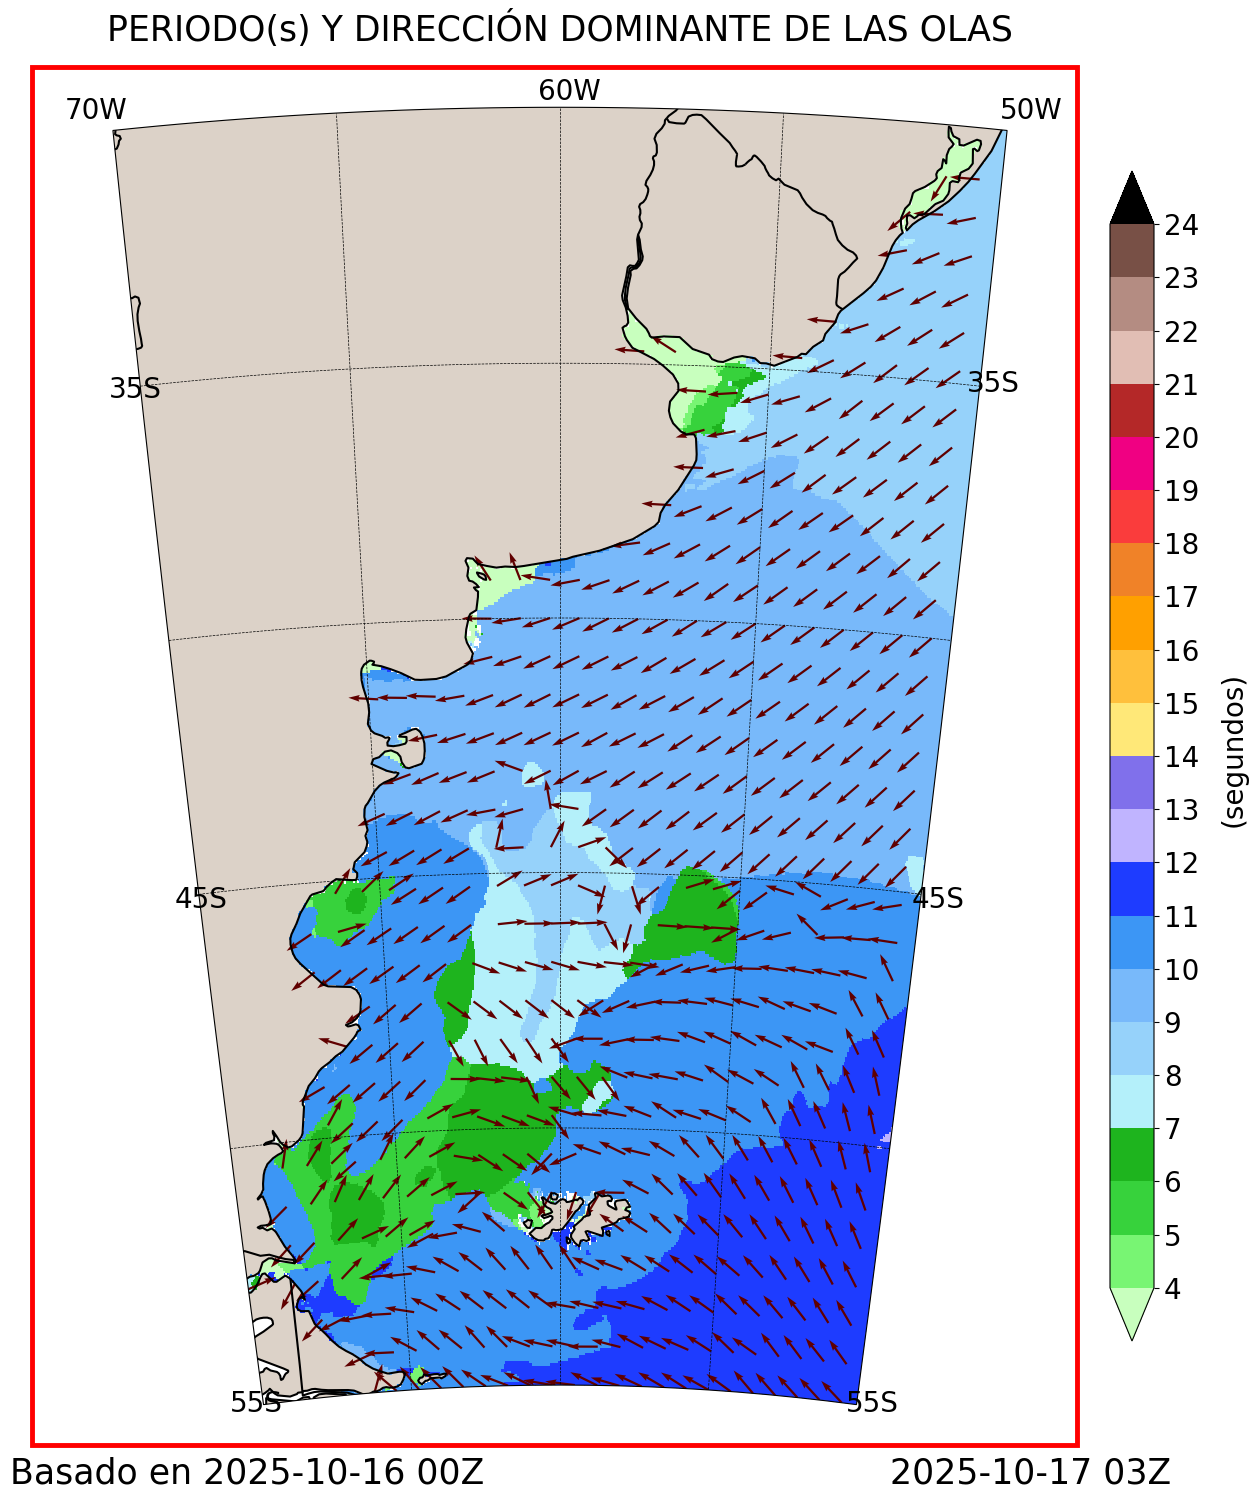 PERIODO(s) Y DIRECCIÓN DOMINANTE DE LAS OLAS
70W
60W
50W
35S
35S
45S
45S
55S
55S
24
23
22
21
20
19
18
17
16
15
14
13
12
11
10
9
8
7
6
5
4
(segundos)
Basado en 2025-10-16 00Z
2025-10-17 03Z